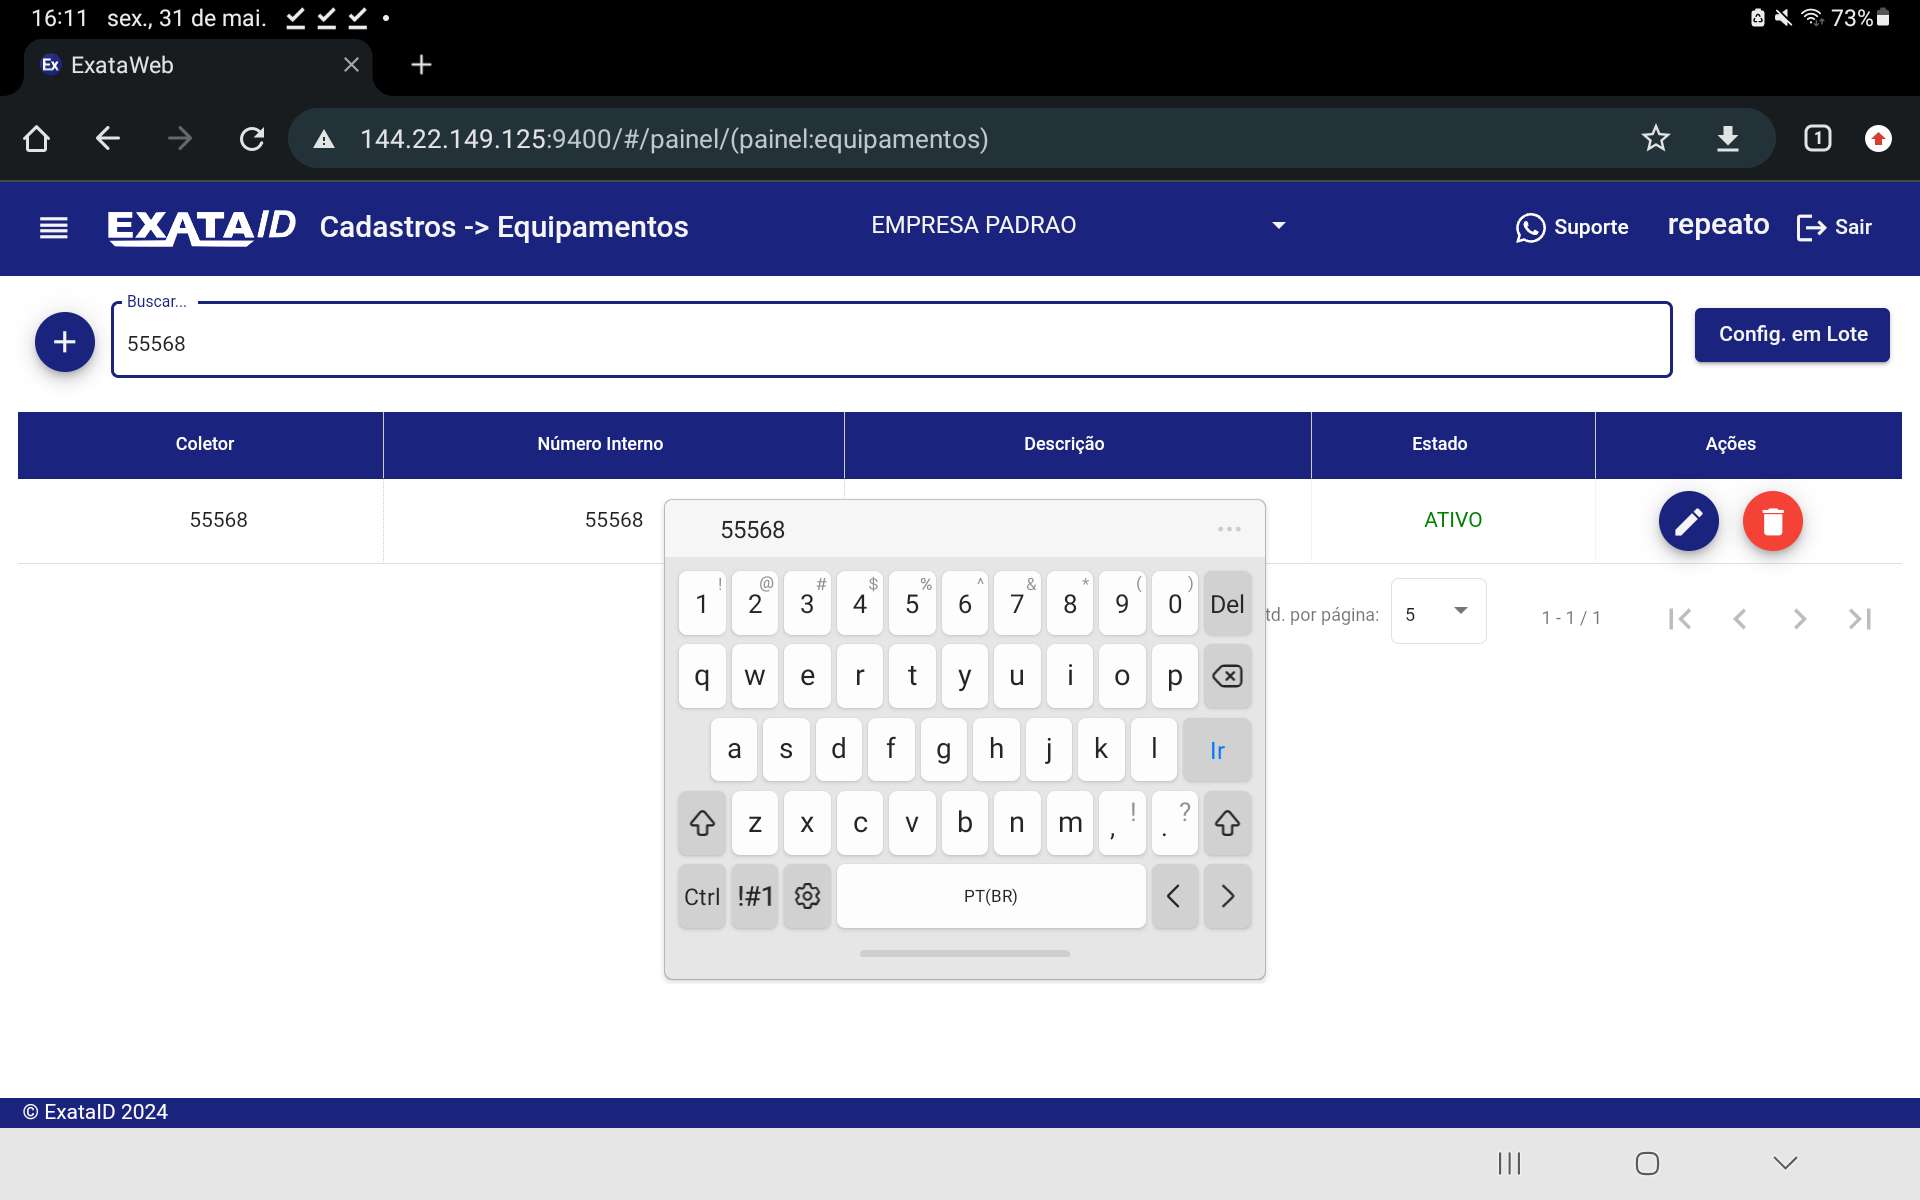 16:11 sex., 31 de mai. 73%
Ex ExataWeb
144.22.149.125:9400/#/painel/(painel:equipamentos) 1
EXATAID Cadastros -> Equipamentos EMPRESA PADRAO Suporte repeato Sair
Buscar...
55568
Config. em Lote
Coletor Número Interno Descrição Estado Ações
55568 55568 ATIVO
55568
! @ # $ % ^ & * ( )
1 2 3 4 5 6 7 8 9 0 Del
td. por página: 5 1 - 1 / 1
q w e r t y u i o p
a s d f g h j k l Ir
z x c v b n m , ! . ?
Ctrl !#1 PT(BR) < >
© ExataID 2024